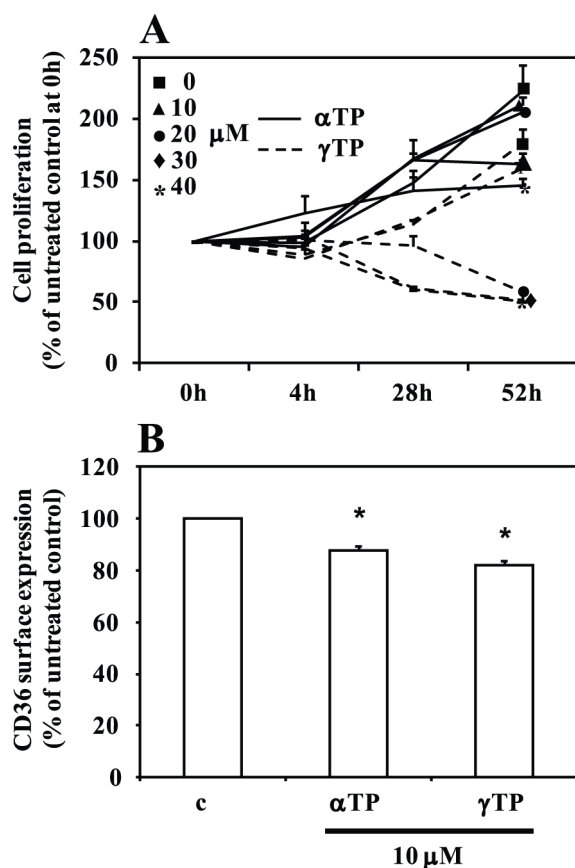 A
Cell proliferation
(% of untreated control at 0h)
250
200
150
100
50
0
0
10
20
30
* 40
μM
αTP
γTP
*
*
0h 4h 28h 52h
B
CD36 surface expression
(% of untreated control)
120
100
80
60
40
20
0
* *
c αTP γTP
10 μM